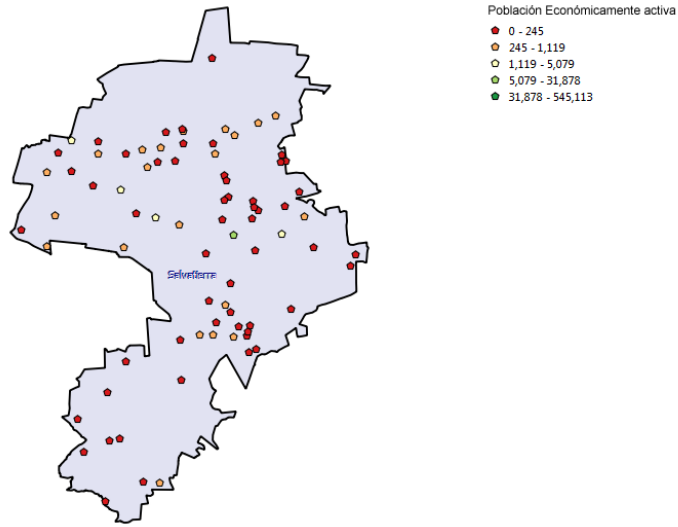 Población Económicamente activa
0 - 245
245 - 1,119
1,119 - 5,079
5,079 - 31,878
31,878 - 545,113
Salvatierra